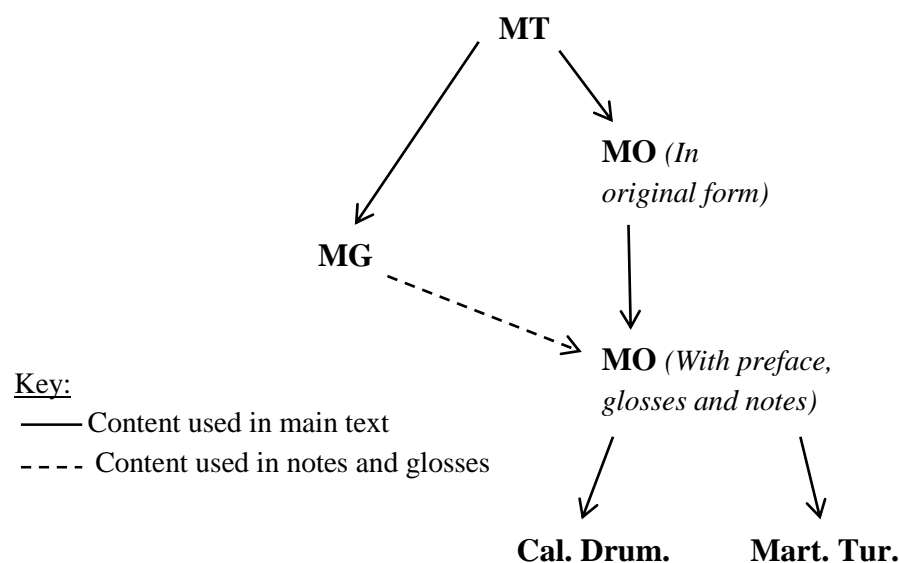 MT
MO (In
original form)
MG
MO (With preface,
glosses and notes)
Key:
Content used in main text
Content used in notes and glosses
Cal. Drum.
Mart. Tur.